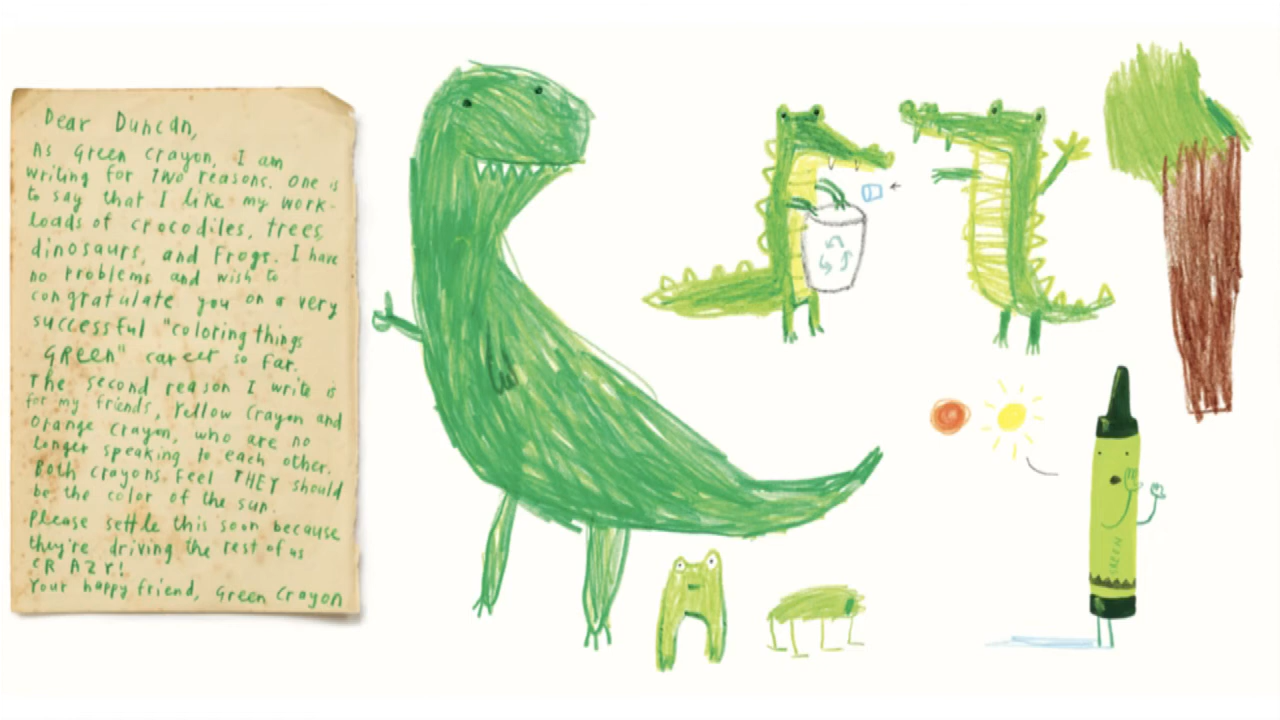 Dear Duncan,
As Green Crayon, I am
writing for TWO reasons. One is
to say that I like my work-
loads of crocodiles, trees,
dinosaurs, and frogs. I have
no problems and wish to
congratulate you on a very
successful "coloring things
GReen" career so far.
The second reason I write is
for my friends, Yellow Crayon and
Orange Crayon, who are no
longer speaking to each other.
Both crayons feel THEY should
be the color of the sun.
Please settle this soon because
they're driving the rest of us
CRAZY!
Your happy friend, Green Crayon
GREEN